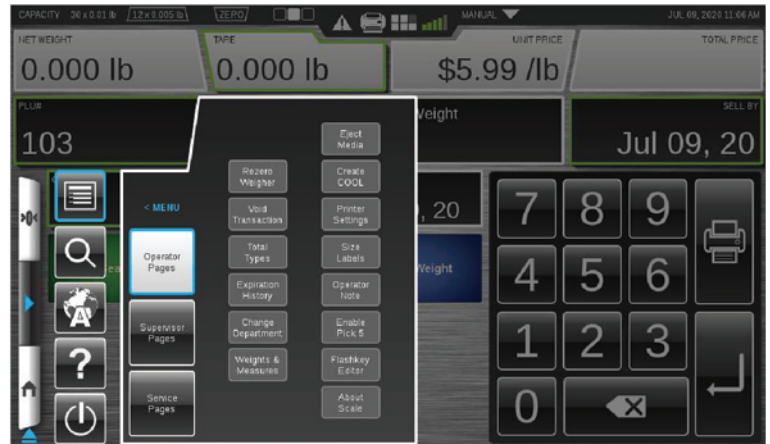 CAPACITY 30 x 0.01 lb 12 x 0.005 lb ZERO MANUAL JUL 09, 2020 11:06 AM
NET WEIGHT TARE UNIT PRICE TOTAL PRICE
0.000 lb 0.000 lb $5.99 /lb
PLU# Weight SELL BY
103 Jul 09, 20
, 20
Weight
>0<
A
?
< MENU
Operator
Pages
Supervisor
Pages
Service
Pages
Rezero
Weigher
Void
Transaction
Total
Types
Expiration
History
Change
Department
Weights &
Measures
Eject
Media
Create
COOL
Printer
Settings
Size
Labels
Operator
Note
Enable
Pick 5
Flashkey
Editor
About
Scale
7 8 9
4 5 6
1 2 3
0